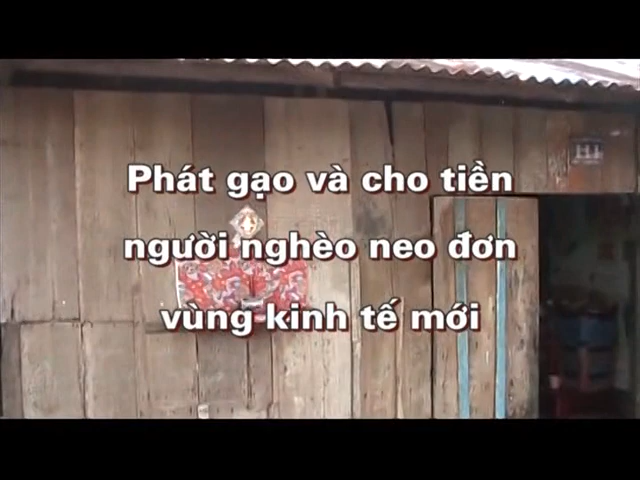 Phát gạo và cho tiền
người nghèo neo đơn
vùng kinh tế mới